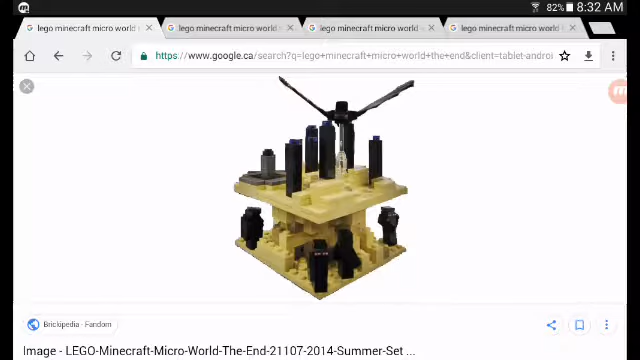 82% 8:32 AM
lego minecraft micro world
lego minecraft micro world
lego minecraft micro world
lego minecraft micro world
https://www.google.ca/search?q=lego+minecraft+micro+world+the+end&client=tablet-androi
Brickipedia - Fandom
Image - LEGO-Minecraft-Micro-World-The-End-21107-2014-Summer-Set ...